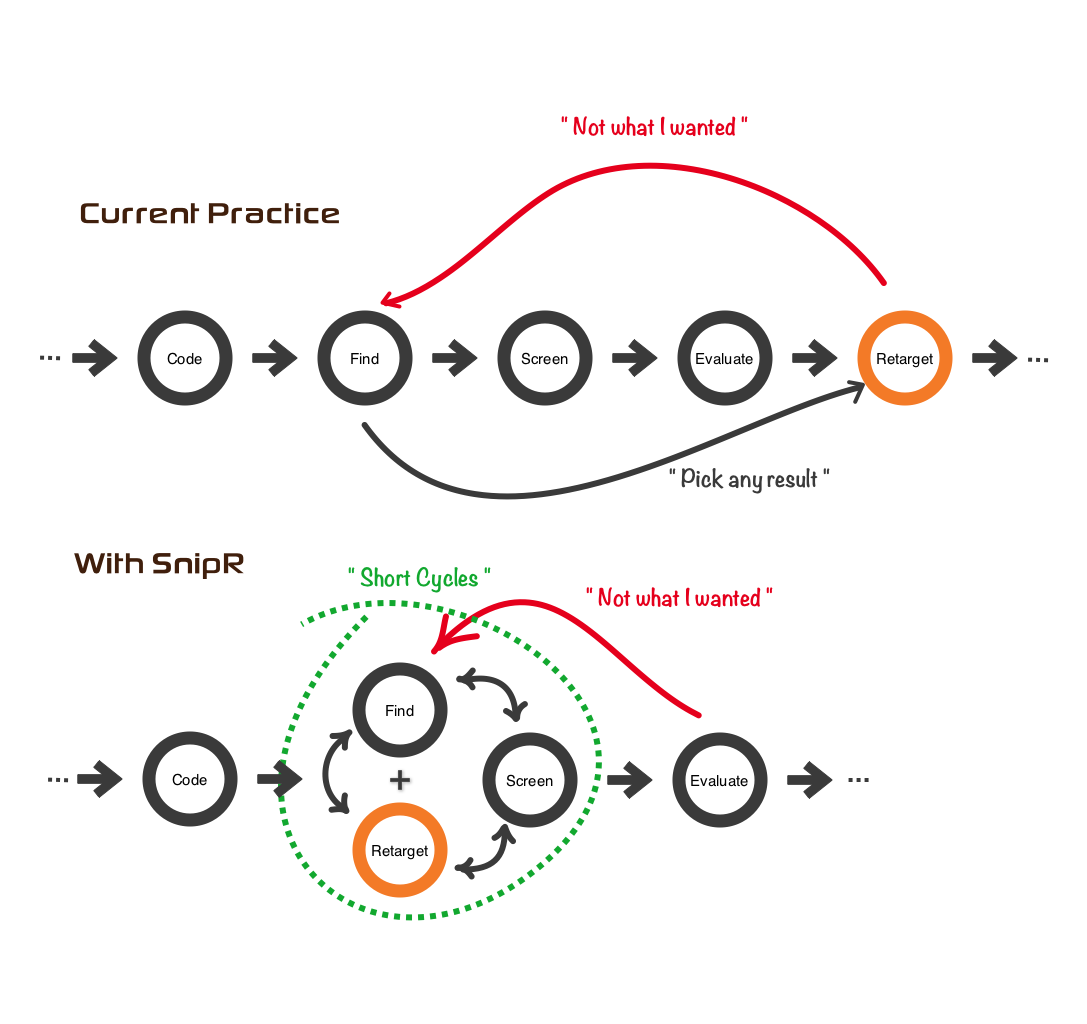 " Not what I wanted "
Current Practice
... Code Find Screen Evaluate Retarget ...
" Pick any result "
With SnipR
" Short Cycles "
" Not what I wanted "
Find
... Code + Screen Evaluate ...
Retarget